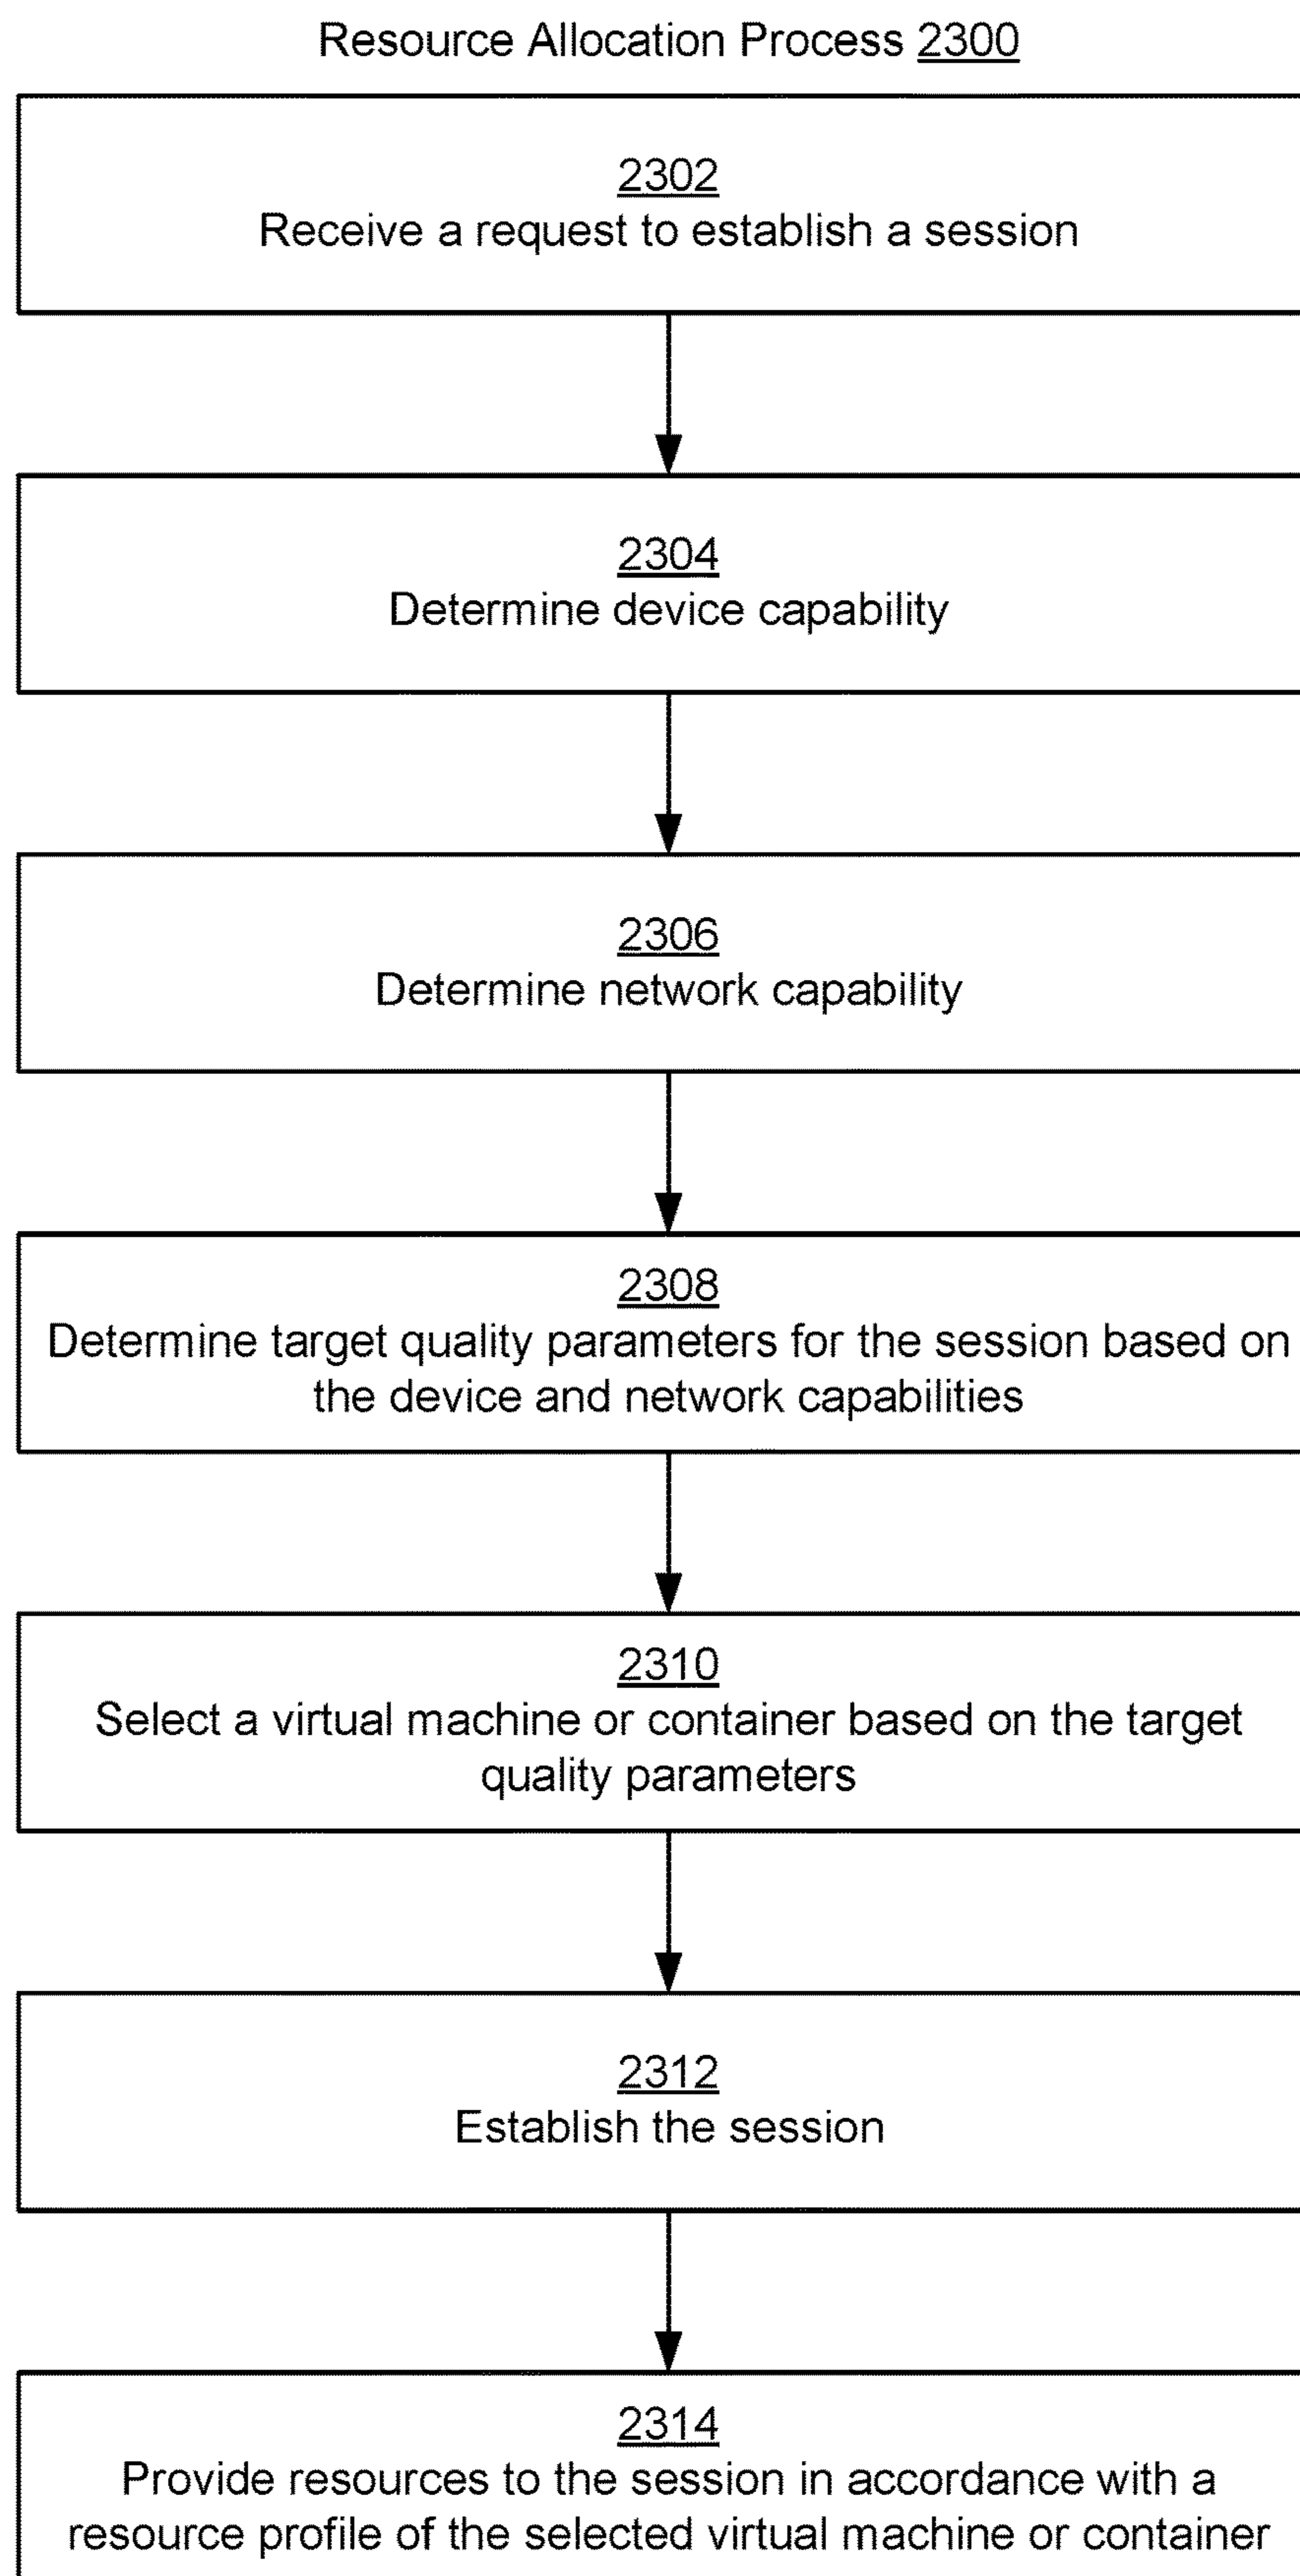 Resource Allocation Process 2300
2302
Receive a request to establish a session
2304
Determine device capability
2306
Determine network capability
2308
Determine target quality parameters for the session based on
the device and network capabilities
2310
Select a virtual machine or container based on the target
quality parameters
2312
Establish the session
2314
Provide resources to the session in accordance with a
resource profile of the selected virtual machine or container